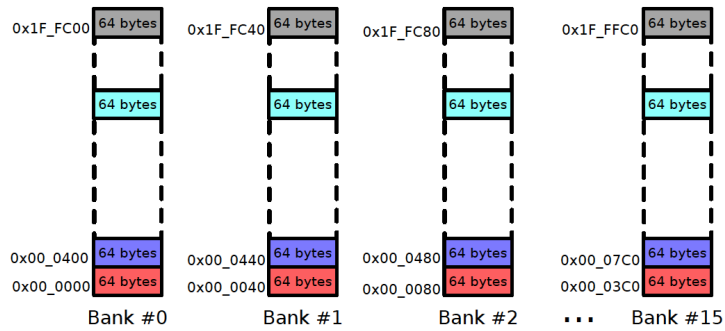 0x1F_FC00 64 bytes 0x1F_FC40 64 bytes 0x1F_FC80 64 bytes 0x1F_FFC0 64 bytes
64 bytes 64 bytes 64 bytes 64 bytes
0x00_0400 64 bytes 0x00_0440 64 bytes 0x00_0480 64 bytes 0x00_07C0 64 bytes
0x00_0000 64 bytes 0x00_0040 64 bytes 0x00_0080 64 bytes 0x00_03C0 64 bytes
Bank #0 Bank #1 Bank #2 ... Bank #15